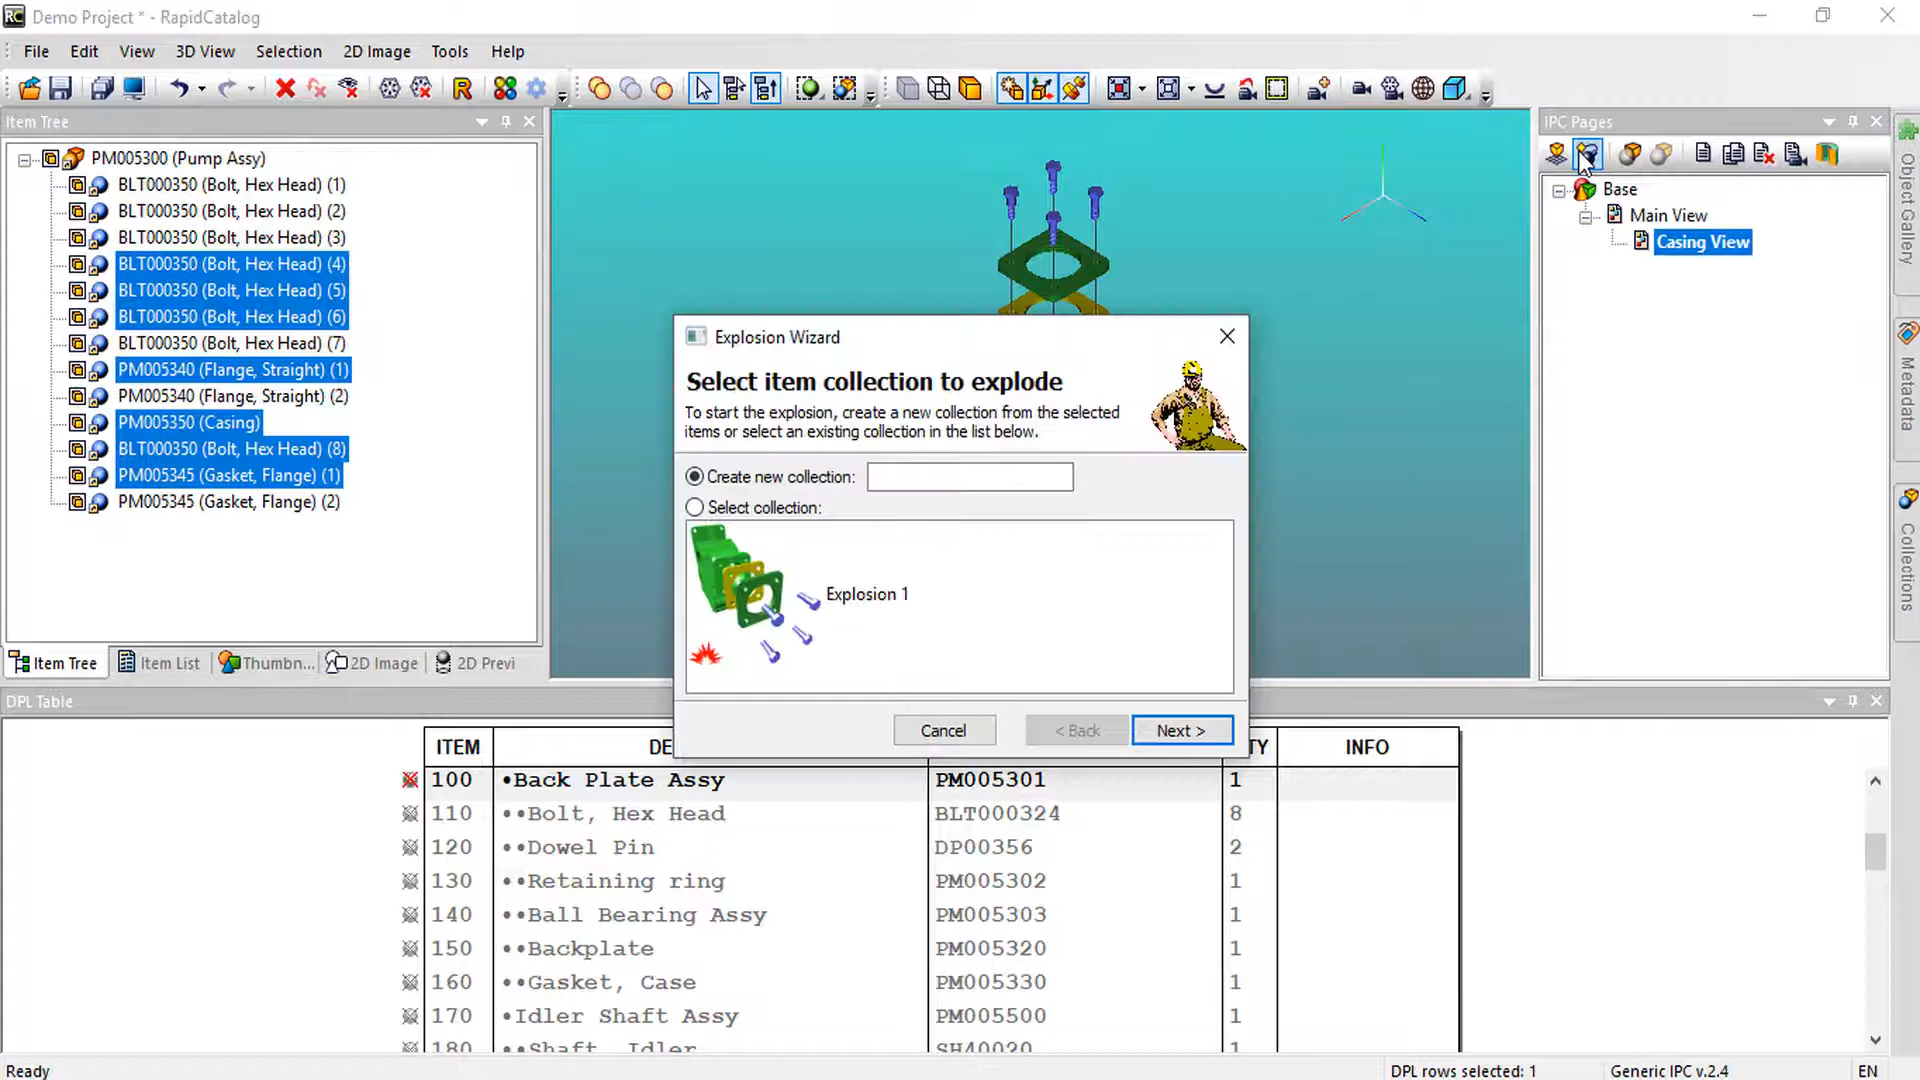 RC Demo Project * - RapidCatalog
File Edit View 3D View Selection 2D Image Tools Help
R
Item Tree
PM005300 (Pump Assy)
BLT000350 (Bolt, Hex Head) (1)
BLT000350 (Bolt, Hex Head) (2)
BLT000350 (Bolt, Hex Head) (3)
BLT000350 (Bolt, Hex Head) (4)
BLT000350 (Bolt, Hex Head) (5)
BLT000350 (Bolt, Hex Head) (6)
BLT000350 (Bolt, Hex Head) (7)
PM005340 (Flange, Straight) (1)
PM005340 (Flange, Straight) (2)
PM005350 (Casing)
BLT000350 (Bolt, Hex Head) (8)
PM005345 (Gasket, Flange) (1)
PM005345 (Gasket, Flange) (2)
Item Tree Item List Thumbn... 2D Image 2D Previ
Explosion Wizard
Select item collection to explode
To start the explosion, create a new collection from the selected
items or select an existing collection in the list below.
Create new collection:
Select collection:
Explosion 1
Cancel < Back Next >
IPC Pages
Base
Main View
Casing View
Object Gallery
Metadata
Collections
DPL Table
ITEM DE TY INFO
100 •Back Plate Assy PM005301 1
110 ••Bolt, Hex Head BLT000324 8
120 ••Dowel Pin DP00356 2
130 ••Retaining ring PM005302 1
140 ••Ball Bearing Assy PM005303 1
150 ••Backplate PM005320 1
160 ••Gasket, Case PM005330 1
170 •Idler Shaft Assy PM005500 1
180 ••Shaft, Idler SH40020 1
Ready DPL rows selected: 1 Generic IPC v.2.4 EN